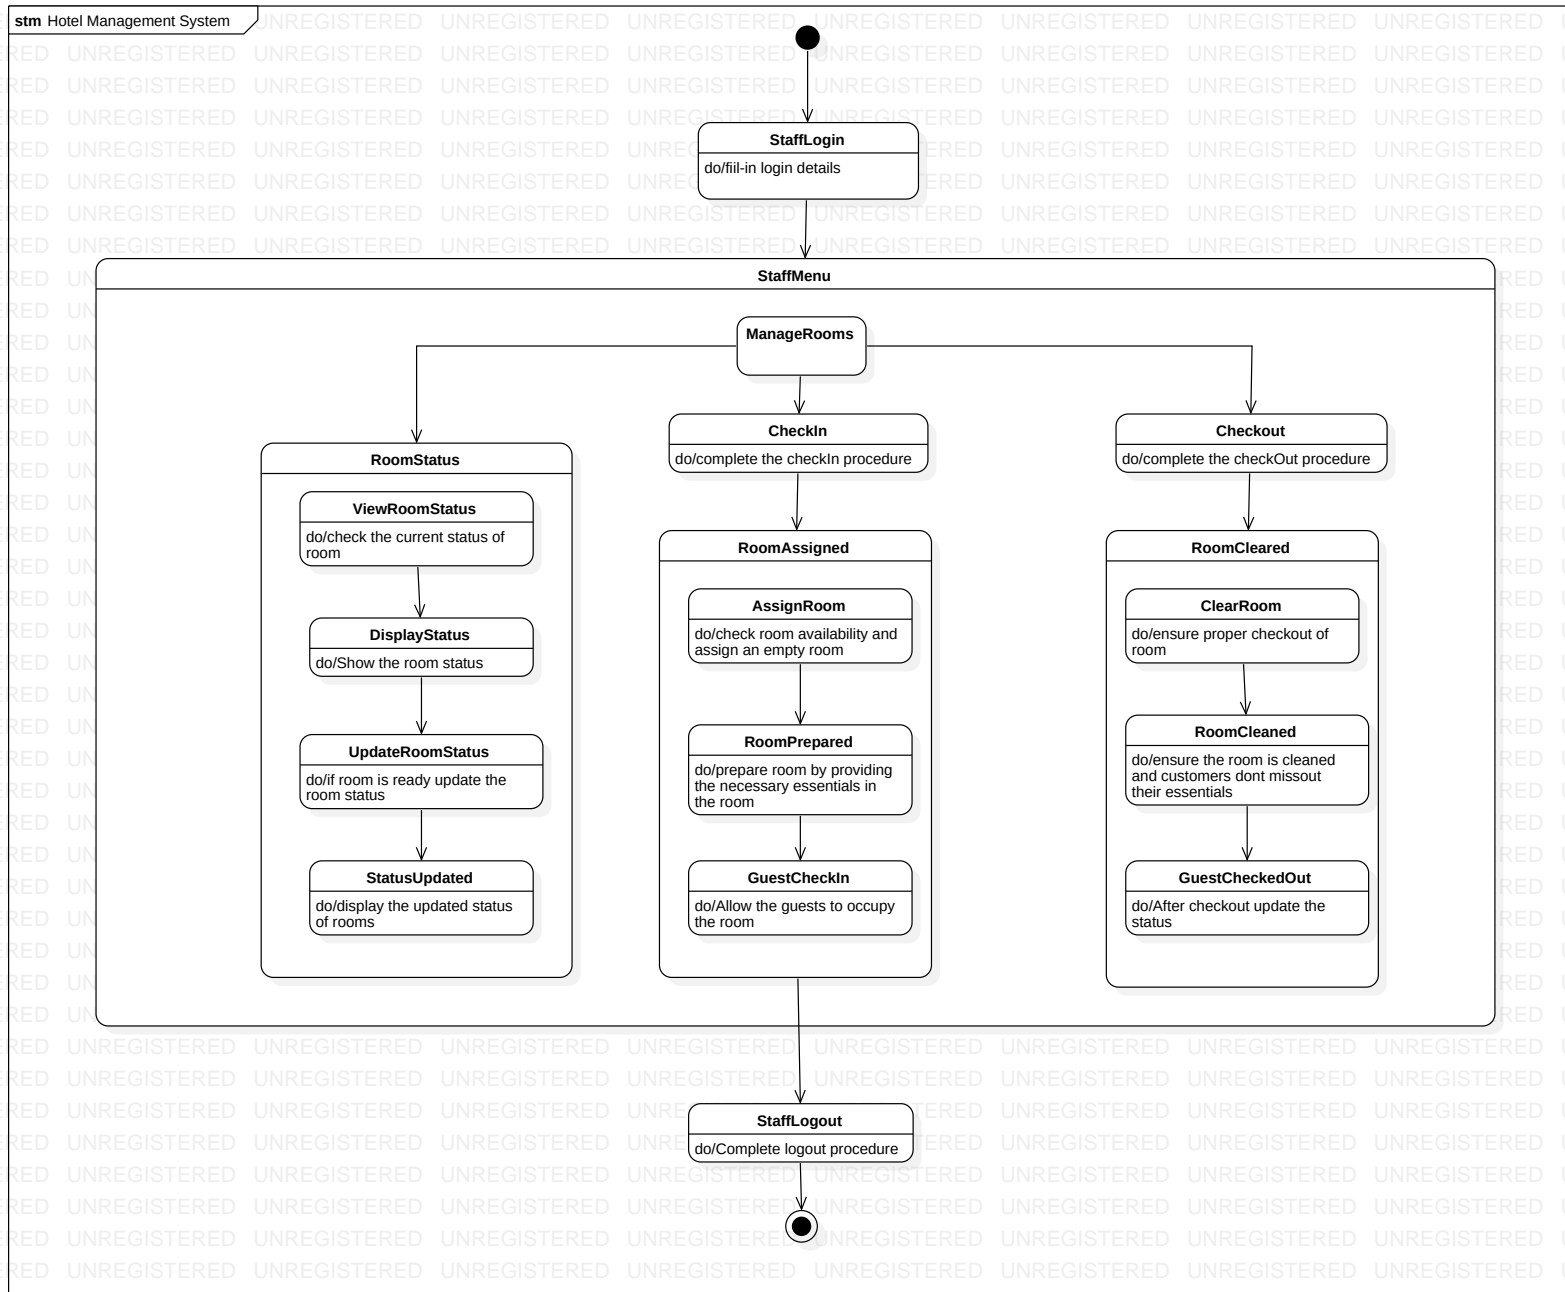 stm Hotel Management System
StaffLogin
do/fiil-in login details
StaffMenu
ManageRooms
RoomStatus
ViewRoomStatus
do/check the current status of
room
DisplayStatus
do/Show the room status
UpdateRoomStatus
do/if room is ready update the
room status
StatusUpdated
do/display the updated status
of rooms
CheckIn
do/complete the checkIn procedure
RoomAssigned
AssignRoom
do/check room availability and
assign an empty room
RoomPrepared
do/prepare room by providing
the necessary essentials in
the room
GuestCheckIn
do/Allow the guests to occupy
the room
Checkout
do/complete the checkOut procedure
RoomCleared
ClearRoom
do/ensure proper checkout of
room
RoomCleaned
do/ensure the room is cleaned
and customers dont missout
their essentials
GuestCheckedOut
do/After checkout update the
status
StaffLogout
do/Complete logout procedure
UNREGISTERED